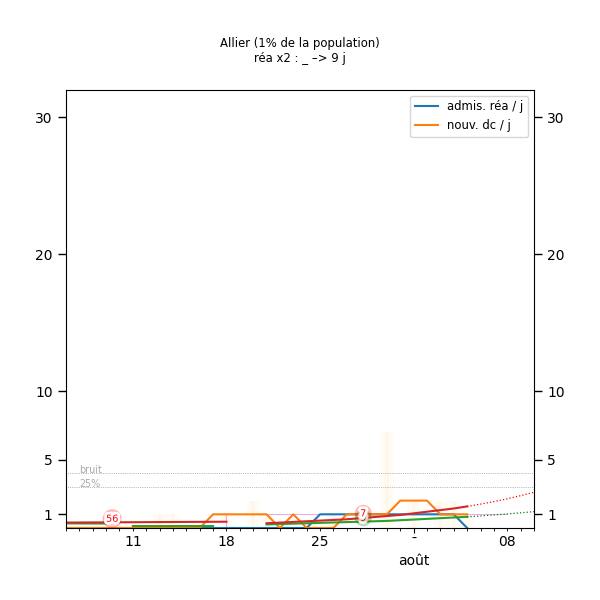 Allier (1% de la population)
réa x2 : _ –> 9 j
admis. réa / j
nouv. dc / j
30 30
20 20
10 10
5 5
bruit
25%
1 1
56 7
11 18 25 - 08
août